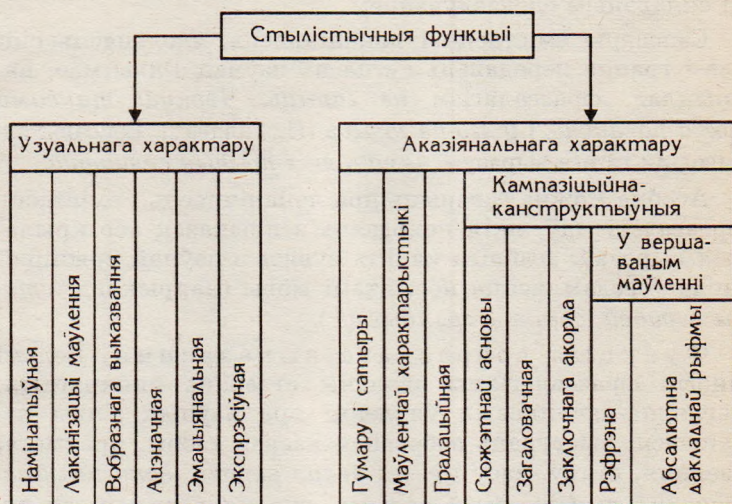 Стылістычныя функцыі
Узуальнага характару
Намінатыўная
Лаканізацыі маўлення
Вобразнага выказвання
Ацэначная
Эмацыянальная
Экспрэсіўная
Аказіянальнага характару
Гумару сатыры
Маўленчай характарыстыкі
Градацыйная
Кампазіцыйна-
канструктыўныя
Сюжэтнай асновы
Загаловачная
Заключнага акорда
У верша-
ваным
маўленні
Рэфрэна
Абсалютна
дакладнай рыфмы